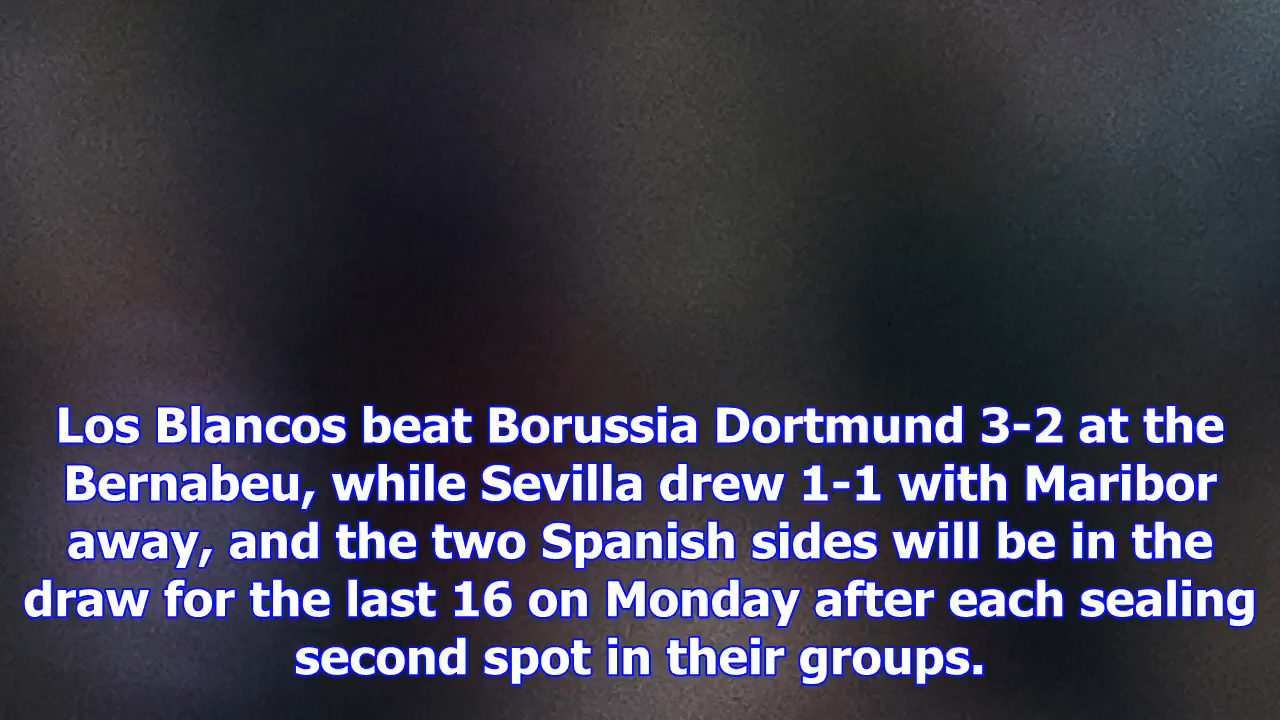 Los Blancos beat Borussia Dortmund 3-2 at the
Bernabeu, while Sevilla drew 1-1 with Maribor
away, and the two Spanish sides will be in the
draw for the last 16 on Monday after each sealing
second spot in their groups.